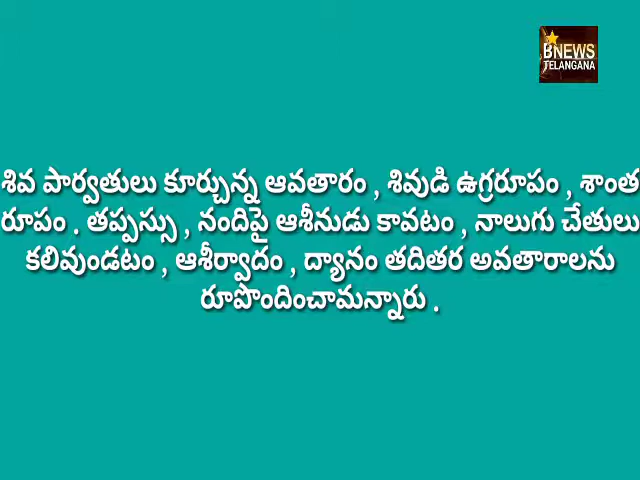 BNEWS
TELANGANA
శివ పార్వతులు కూర్చున్న ఆవతారం , శివుడి ఉగ్రరూపం , శాంత
రూపం . తప్పస్సు , నందిపై ఆశీనుడు కావటం , నాలుగు చేతులు
కలివుండటం , ఆశీర్వాదం , ద్యానం తదితర అవతారాలను
రూపొందించామన్నారు .